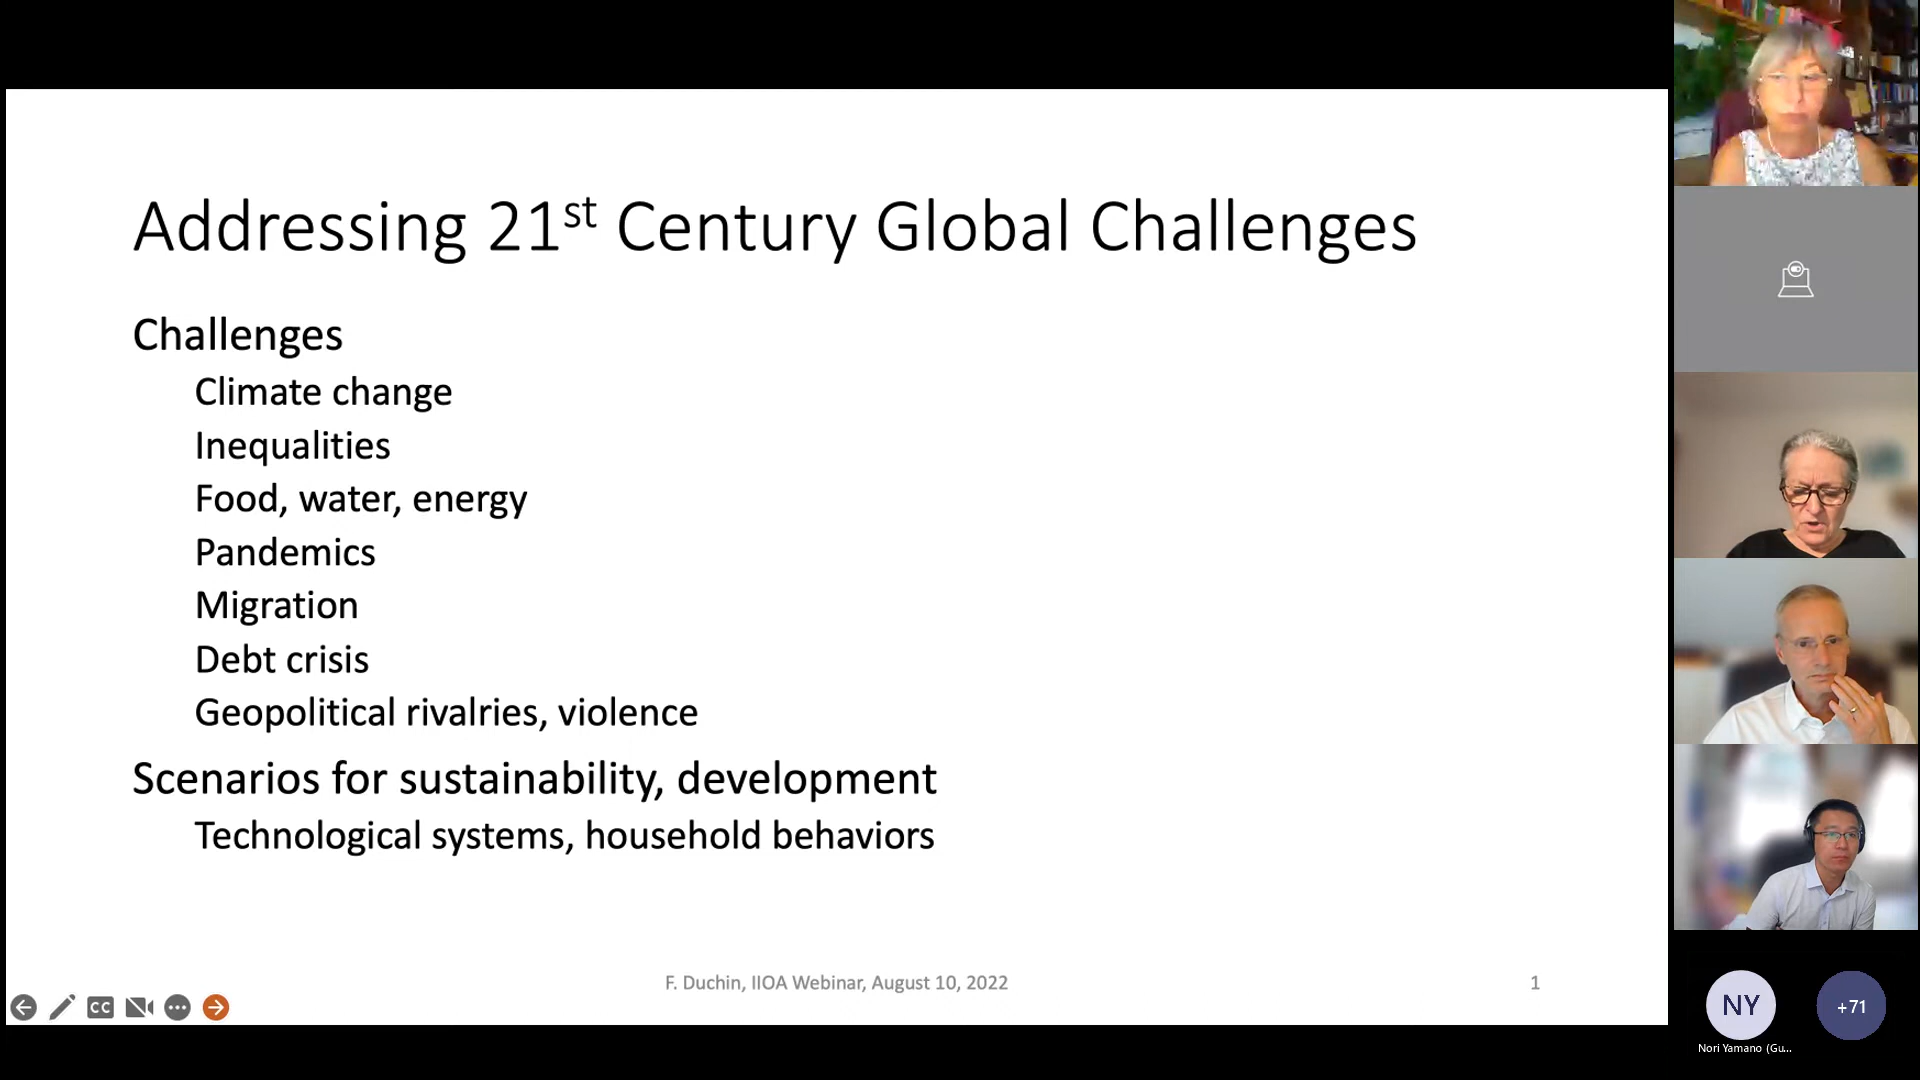 Addressing 21st Century Global Challenges
Challenges
Climate change
Inequalities
Food, water, energy
Pandemics
Migration
Debt crisis
Geopolitical rivalries, violence
Scenarios for sustainability, development
Technological systems, household behaviors
F. Duchin, IIOA Webinar, August 10, 2022
1
CC
NY
+71
Nori Yamano (Gu...